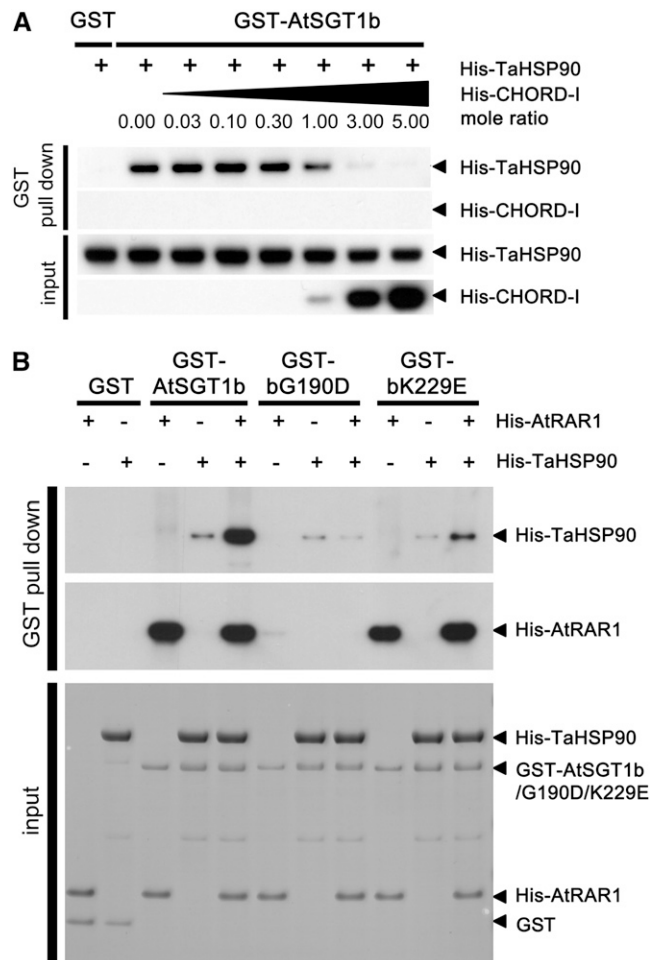 A
GST GST-AtSGT1b
+ + + + + + + + His-TaHSP90
His-CHORD-I
0.00 0.03 0.10 0.30 1.00 3.00 5.00 mole ratio
GST pull down
His-TaHSP90
His-CHORD-I
input
His-TaHSP90
His-CHORD-I
B
GST GST-AtSGT1b GST-bG190D GST-bK229E
+ - + - + + - + + - + His-AtRAR1
- + - + + - + + - + + His-TaHSP90
GST pull down
His-TaHSP90
His-AtRAR1
input
His-TaHSP90
GST-AtSGT1b
/G190D/K229E
His-AtRAR1
GST